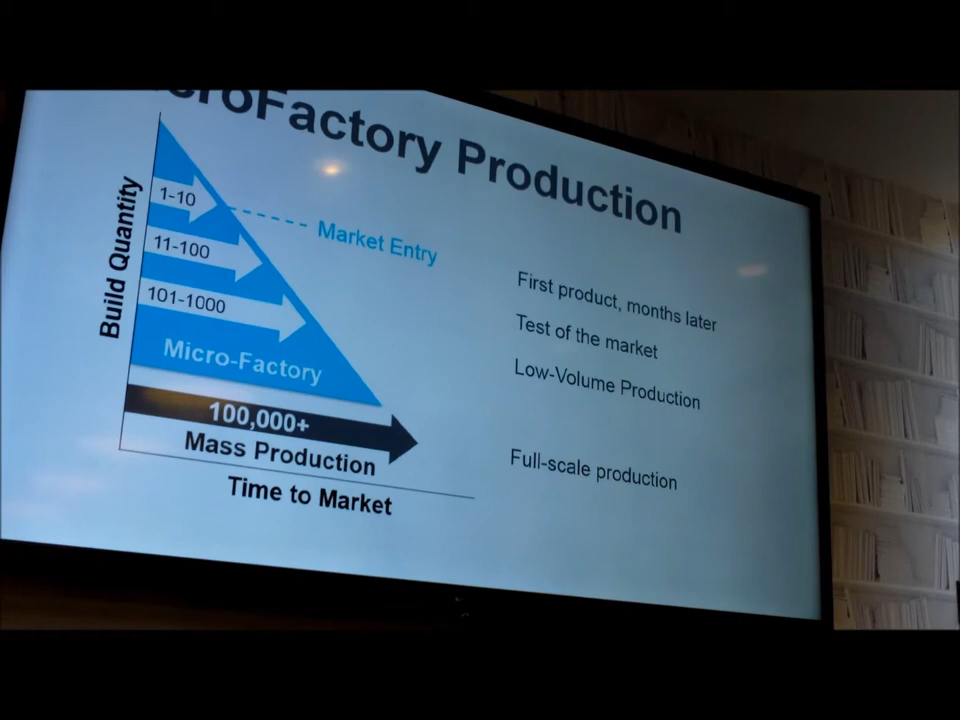 croFactory Production
Build Quantity
1-10
Market Entry
11-100
101-1000
Micro-Factory
100,000+
Mass Production
Time to Market
First product, months later
Test of the market
Low-Volume Production
Full-scale production